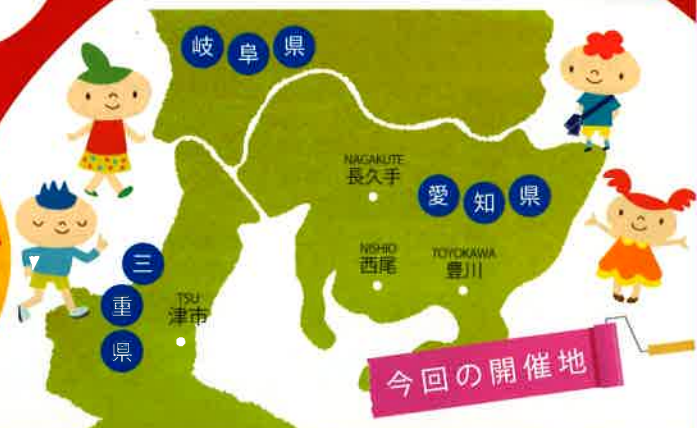 岐阜県
NAGAKUTE
長久手
愛知県
NISHIO
西尾
TOYOKAWA
豊川
三重県
TSU
津市
今回の開催地